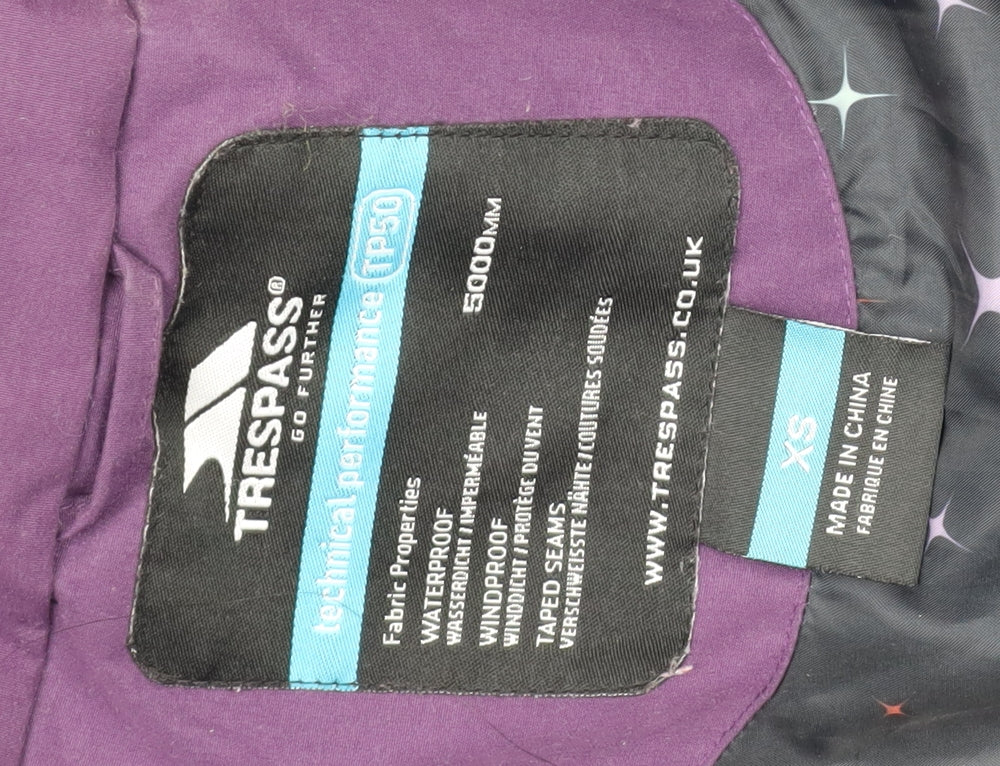 TRESPASS®
GO FURTHER
technical performance TP50
Fabric Properties
WATERPROOF 5000MM
WASSERDICHT / IMPERMÉABLE
WINDPROOF
WINDDICHT / PROTÈGE DU VENT
TAPED SEAMS
VERSCHWEISSTE NÄHTE / COUTURES SOUDÉES
WWW.TRESPASS.CO.UK
XS
MADE IN CHINA
FABRIQUE EN CHINE